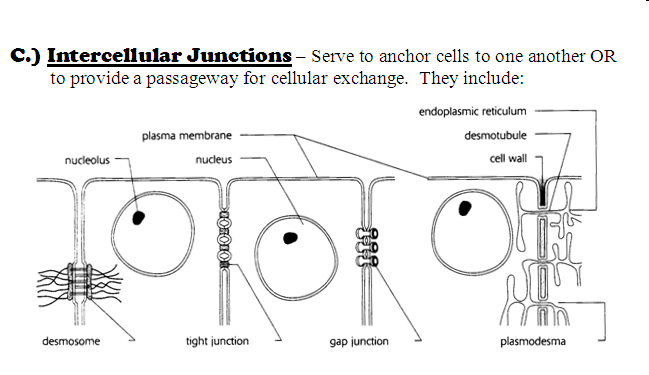 C.) Intercellular Junctions – Serve to anchor cells to one another OR
to provide a passageway for cellular exchange. They include:
endoplasmic reticulum
plasma membrane
desmotubule
nucleolus
nucleus
cell wall
desmosome
tight junction
gap junction
plasmodesma